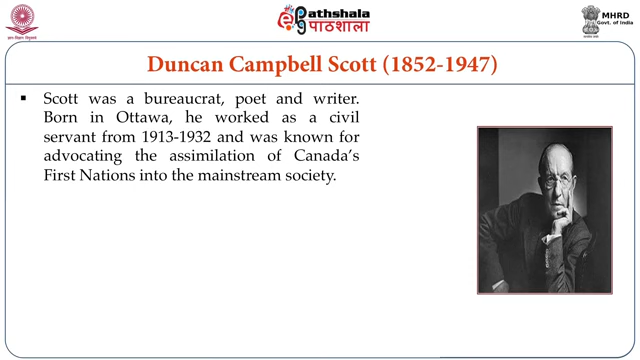 Pathshala
पाठशाला
MHRD
Govt. of India
Duncan Campbell Scott (1852-1947)
▪ Scott was a bureaucrat, poet and writer.
Born in Ottawa, he worked as a civil
servant from 1913-1932 and was known for
advocating the assimilation of Canada's
First Nations into the mainstream society.